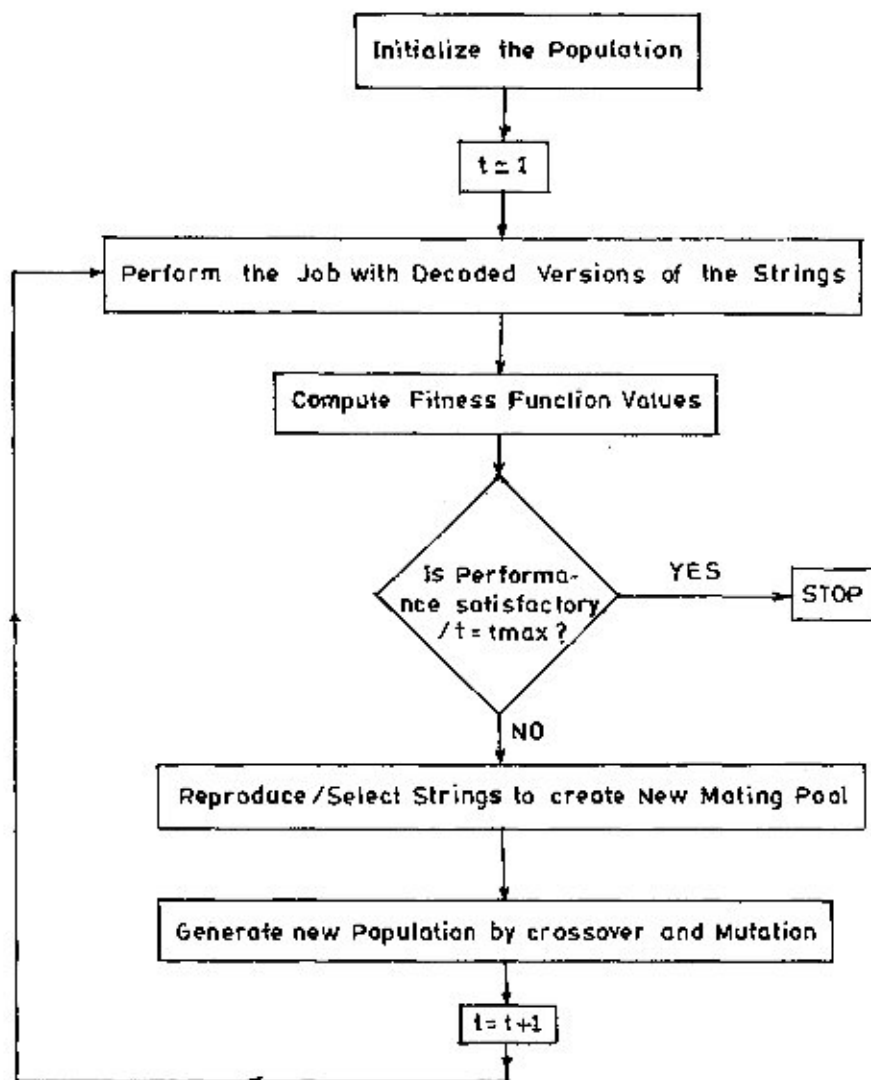 Initialize the Population
t = 1
Perform the Job with Decoded Versions of the Strings
Compute Fitness Function Values
Is Performa-
nce satisfactory
/t = tmax ?
YES
STOP
NO
Reproduce/Select Strings to create New Mating Pool
Generate new Population by crossover and Mutation
t = t+1